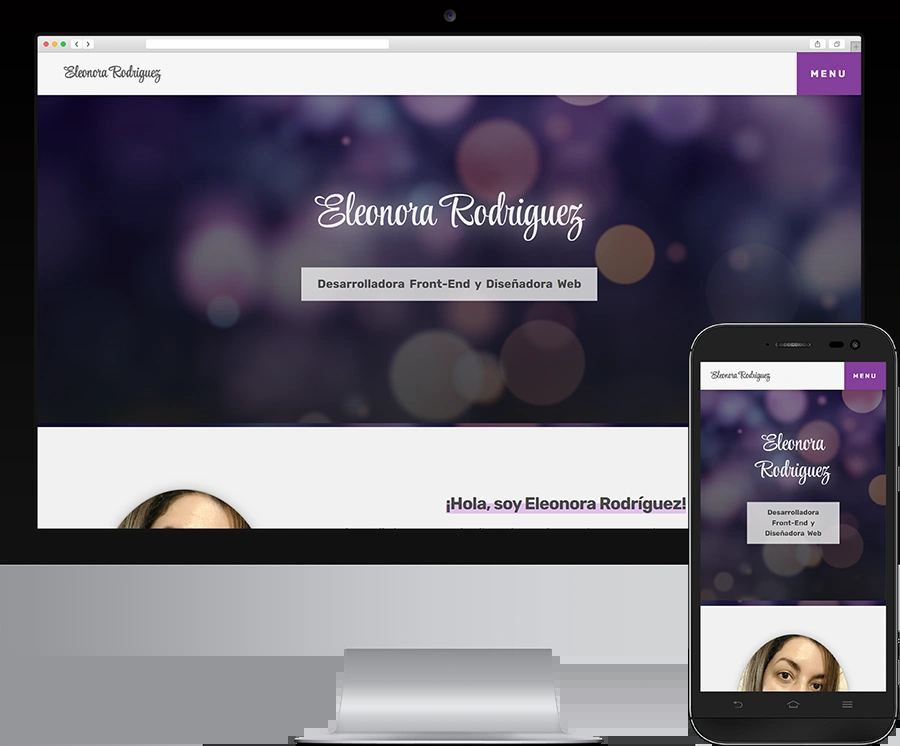 Eleonora Rodriguez
MENU
Eleonora Rodriguez
Desarrolladora Front-End y Diseñadora Web
¡Hola, soy Eleonora Rodríguez!
Eleonora Rodriguez
MENU
Eleonora
Rodriguez
Desarrolladora
Front-End y
Diseñadora Web